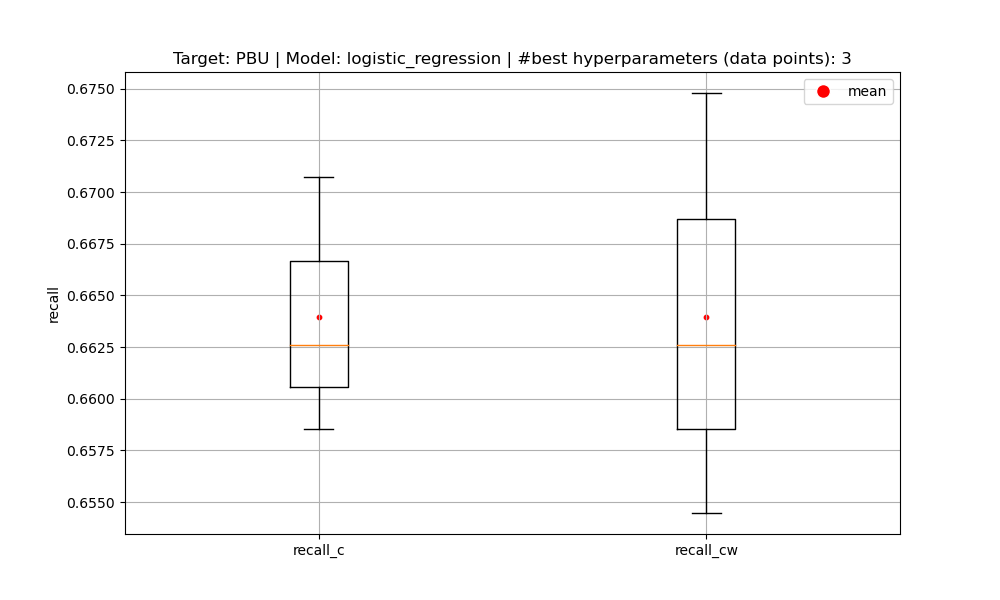 Target: PBU | Model: logistic_regression | #best hyperparameters (data points): 3
mean
0.6750
0.6725
0.6700
0.6675
0.6650
0.6625
0.6600
0.6575
0.6550
recall
recall_c
recall_cw